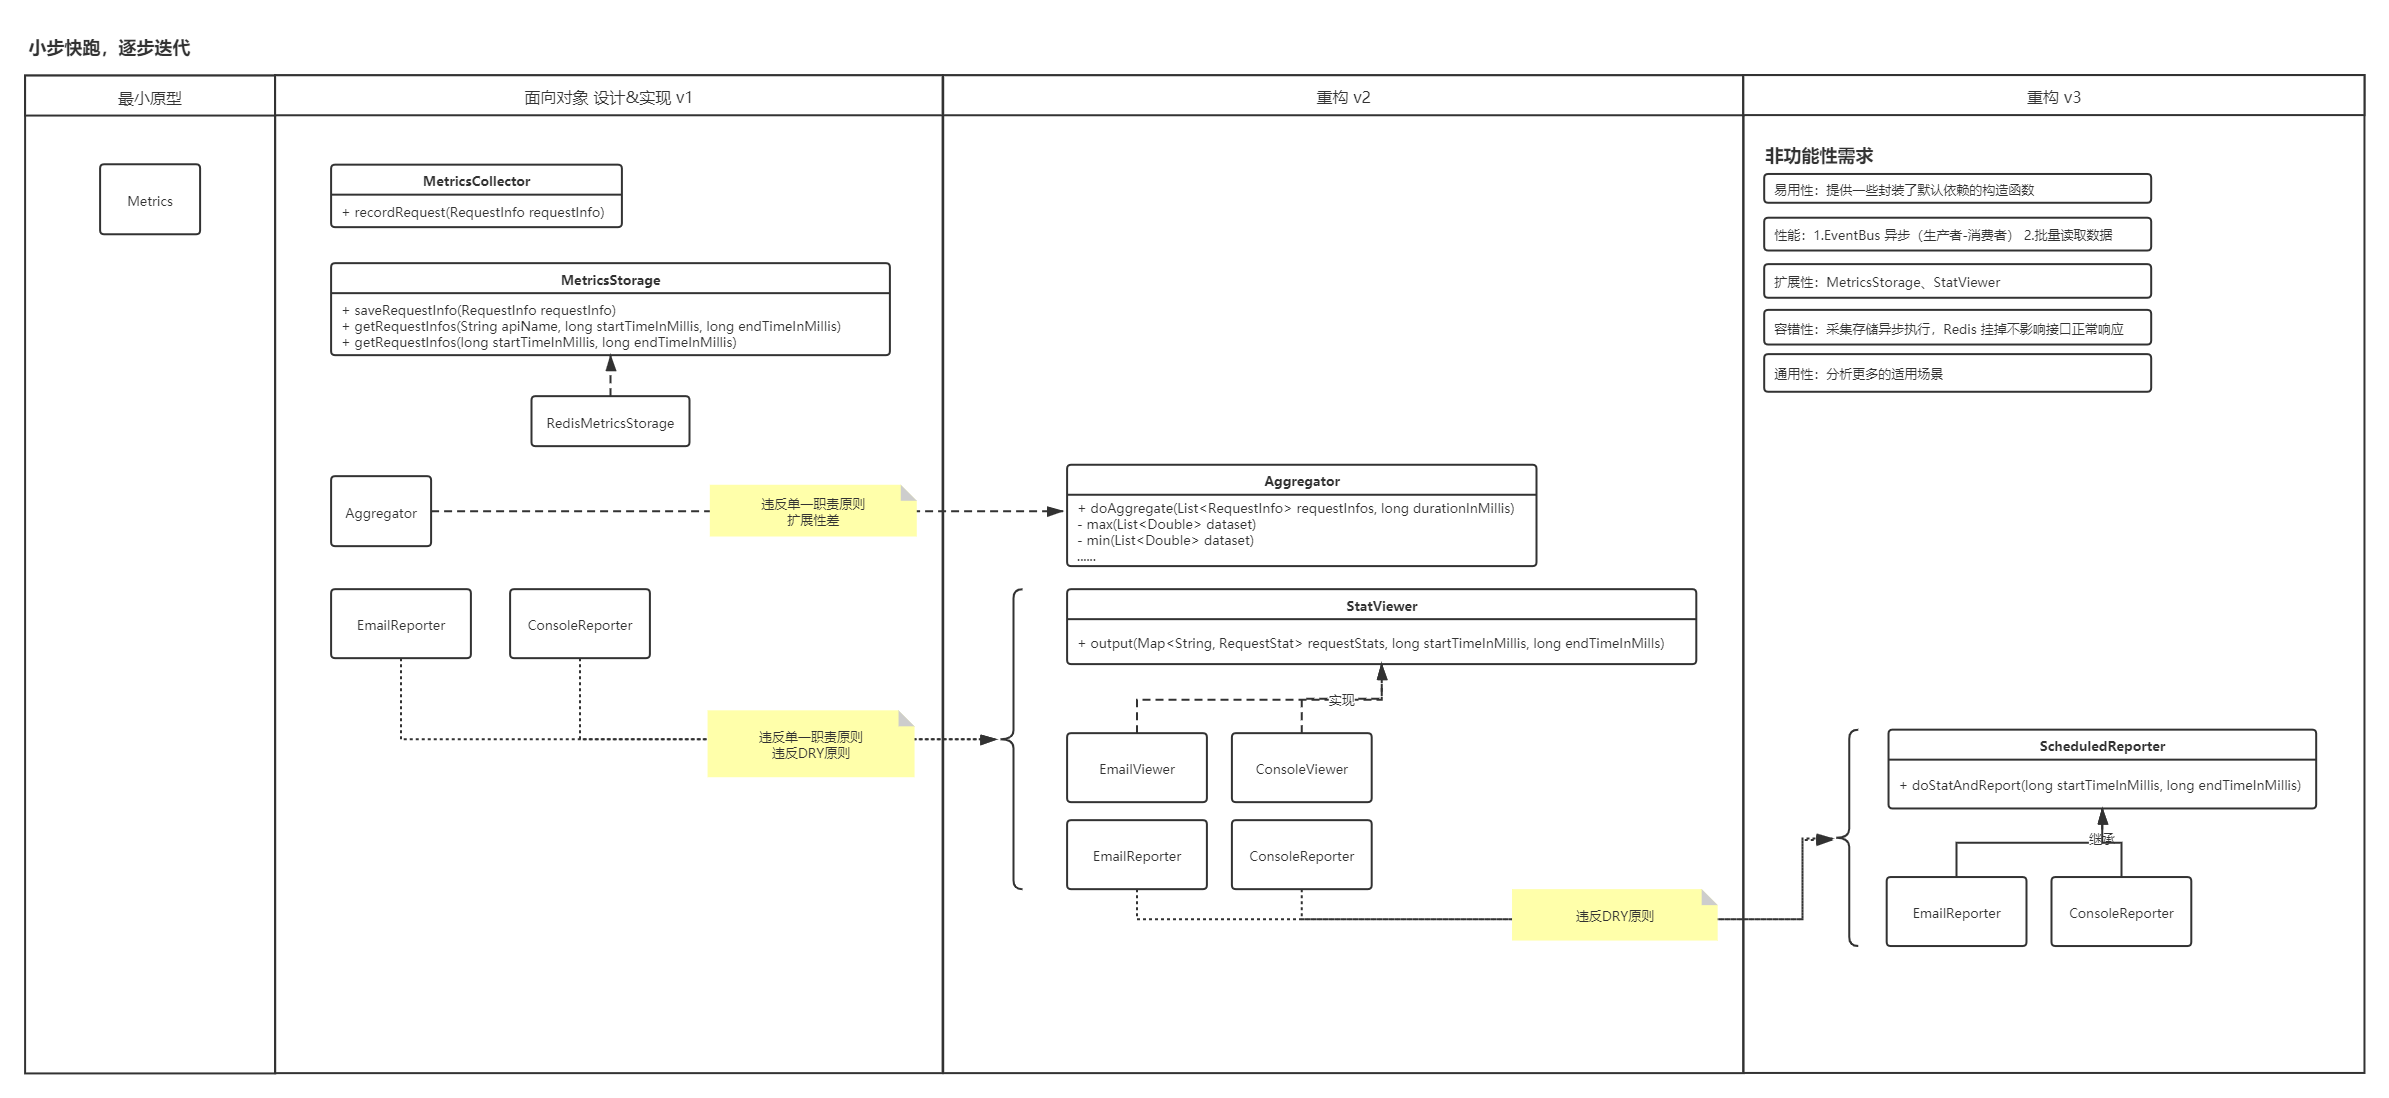 小步快跑，逐步迭代
最小原型
面向对象 设计&实现 v1
重构 v2
重构 v3
Metrics
MetricsCollector
+ recordRequest(RequestInfo requestInfo)
MetricsStorage
+ saveRequestInfo(RequestInfo requestInfo)
+ getRequestInfos(String apiName, long startTimeInMillis, long endTimeInMillis)
+ getRequestInfos(long startTimeInMillis, long endTimeInMillis)
RedisMetricsStorage
Aggregator
违反单一职责原则
扩展性差
EmailReporter
ConsoleReporter
违反单一职责原则
违反DRY原则
Aggregator
+ doAggregate(List<RequestInfo> requestInfos, long durationInMillis)
- max(List<Double> dataset)
- min(List<Double> dataset)
......
StatViewer
+ output(Map<String, RequestStat> requestStats, long startTimeInMillis, long endTimeInMills)
实现
EmailViewer
ConsoleViewer
EmailReporter
ConsoleReporter
违反DRY原则
非功能性需求
易用性：提供一些封装了默认依赖的构造函数
性能：1.EventBus 异步（生产者-消费者） 2.批量读取数据
扩展性：MetricsStorage、StatViewer
容错性：采集存储异步执行，Redis 挂掉不影响接口正常响应
通用性：分析更多的适用场景
ScheduledReporter
+ doStatAndReport(long startTimeInMillis, long endTimeInMillis)
继承
EmailReporter
ConsoleReporter